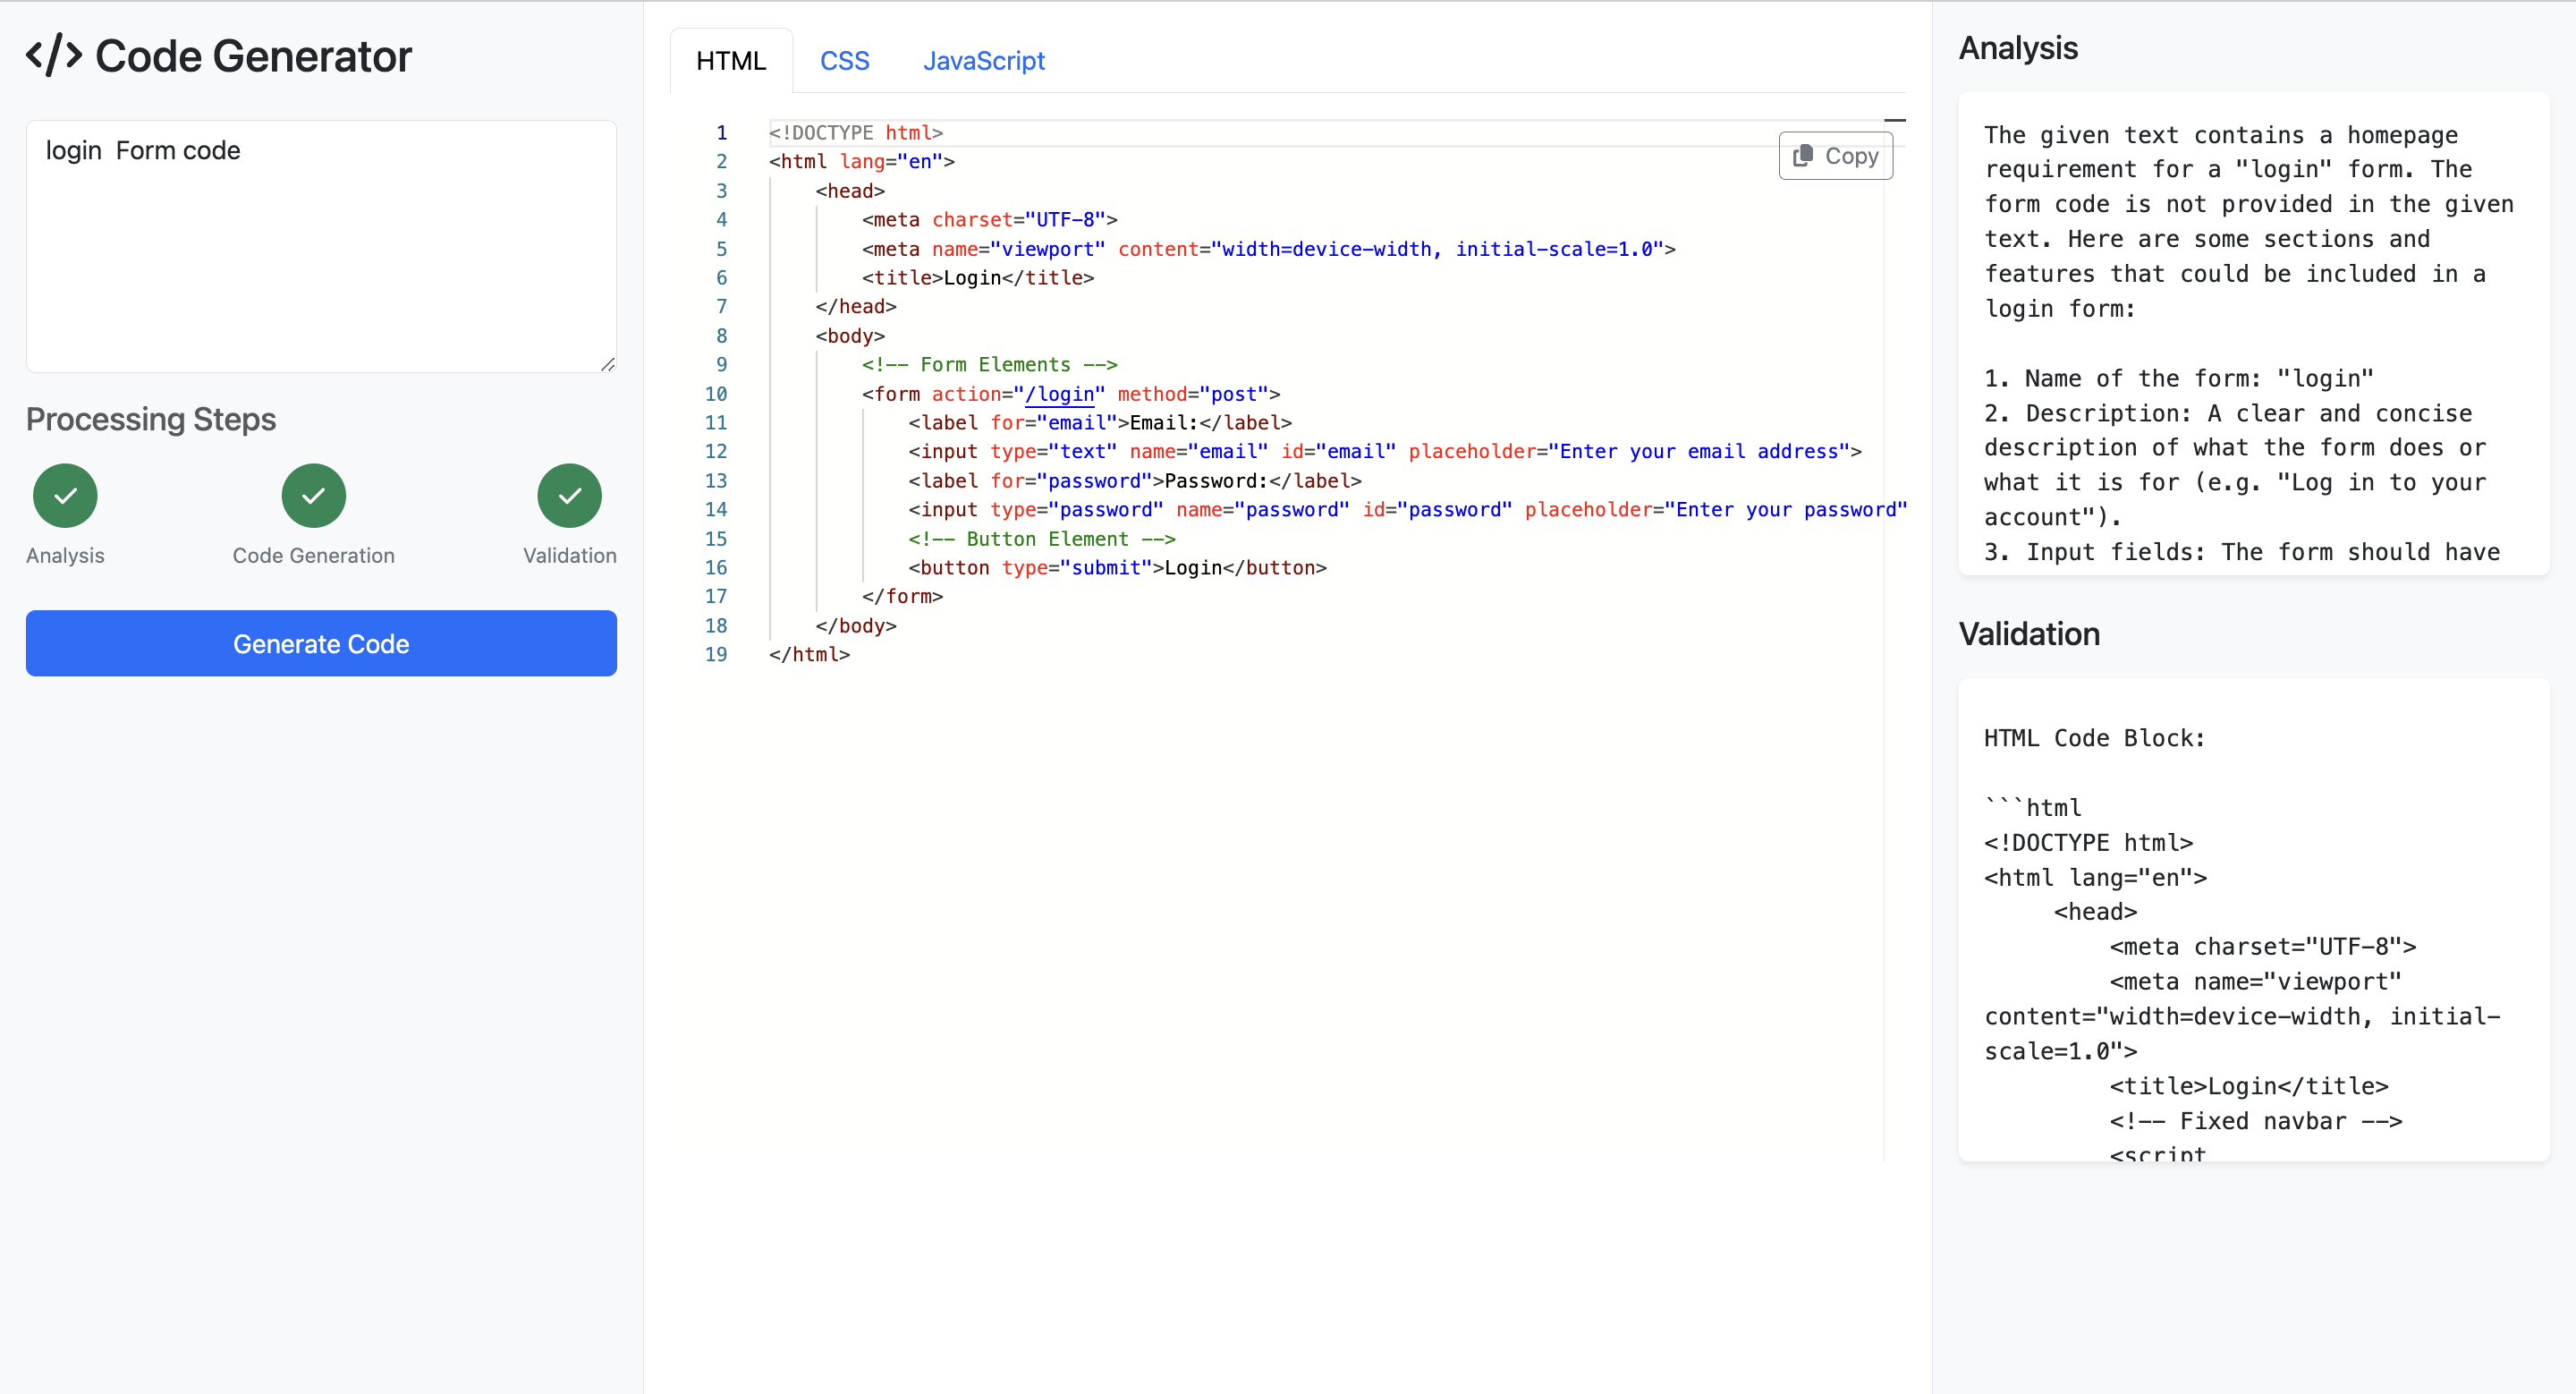 </> Code Generator
login  Form code
Processing Steps
Analysis
Code Generation
Validation
Generate Code
HTML
CSS
JavaScript
Copy
1 <!DOCTYPE html>
2 <html lang="en">
3     <head>
4         <meta charset="UTF-8">
5         <meta name="viewport" content="width=device-width, initial-scale=1.0">
6         <title>Login</title>
7     </head>
8     <body>
9         <!-- Form Elements -->
10         <form action="/login" method="post">
11             <label for="email">Email:</label>
12             <input type="text" name="email" id="email" placeholder="Enter your email address">
13             <label for="password">Password:</label>
14             <input type="password" name="password" id="password" placeholder="Enter your password"
15             <!-- Button Element -->
16             <button type="submit">Login</button>
17         </form>
18     </body>
19 </html>
Analysis
The given text contains a homepage
requirement for a "login" form. The
form code is not provided in the given
text. Here are some sections and
features that could be included in a
login form:
1. Name of the form: "login"
2. Description: A clear and concise
description of what the form does or
what it is for (e.g. "Log in to your
account").
3. Input fields: The form should have
Validation
HTML Code Block:
```html
<!DOCTYPE html>
<html lang="en">
     <head>
         <meta charset="UTF-8">
         <meta name="viewport"
content="width=device-width, initial-
scale=1.0">
         <title>Login</title>
         <!-- Fixed navbar -->
         <script